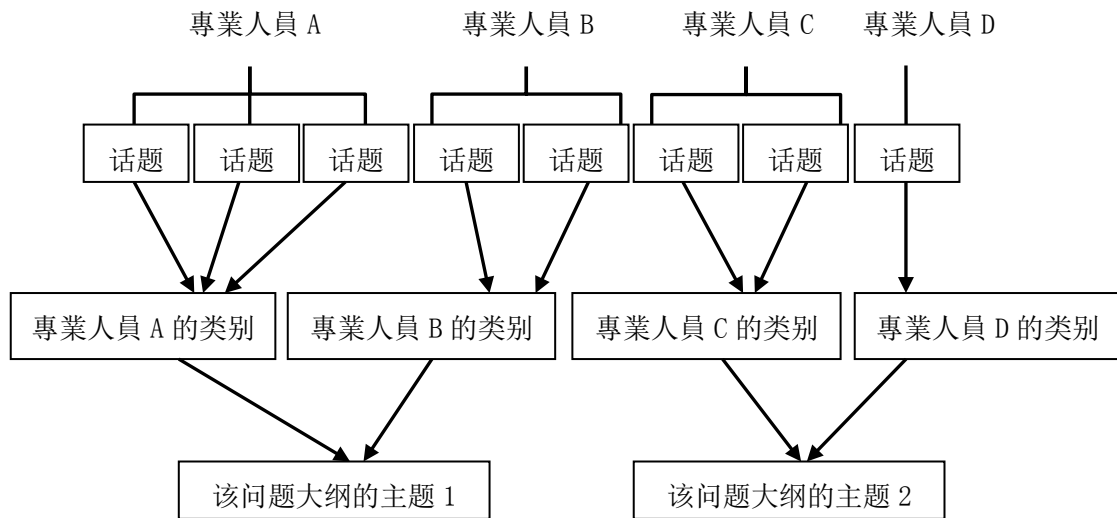 專業人員 A
專業人員 B
專業人員 C
專業人員 D
话题
话题
话题
话题
话题
话题
话题
话题
專業人員 A 的类别
專業人員 B 的类别
專業人員 C 的类别
專業人員 D 的类别
该问题大纲的主题 1
该问题大纲的主题 2